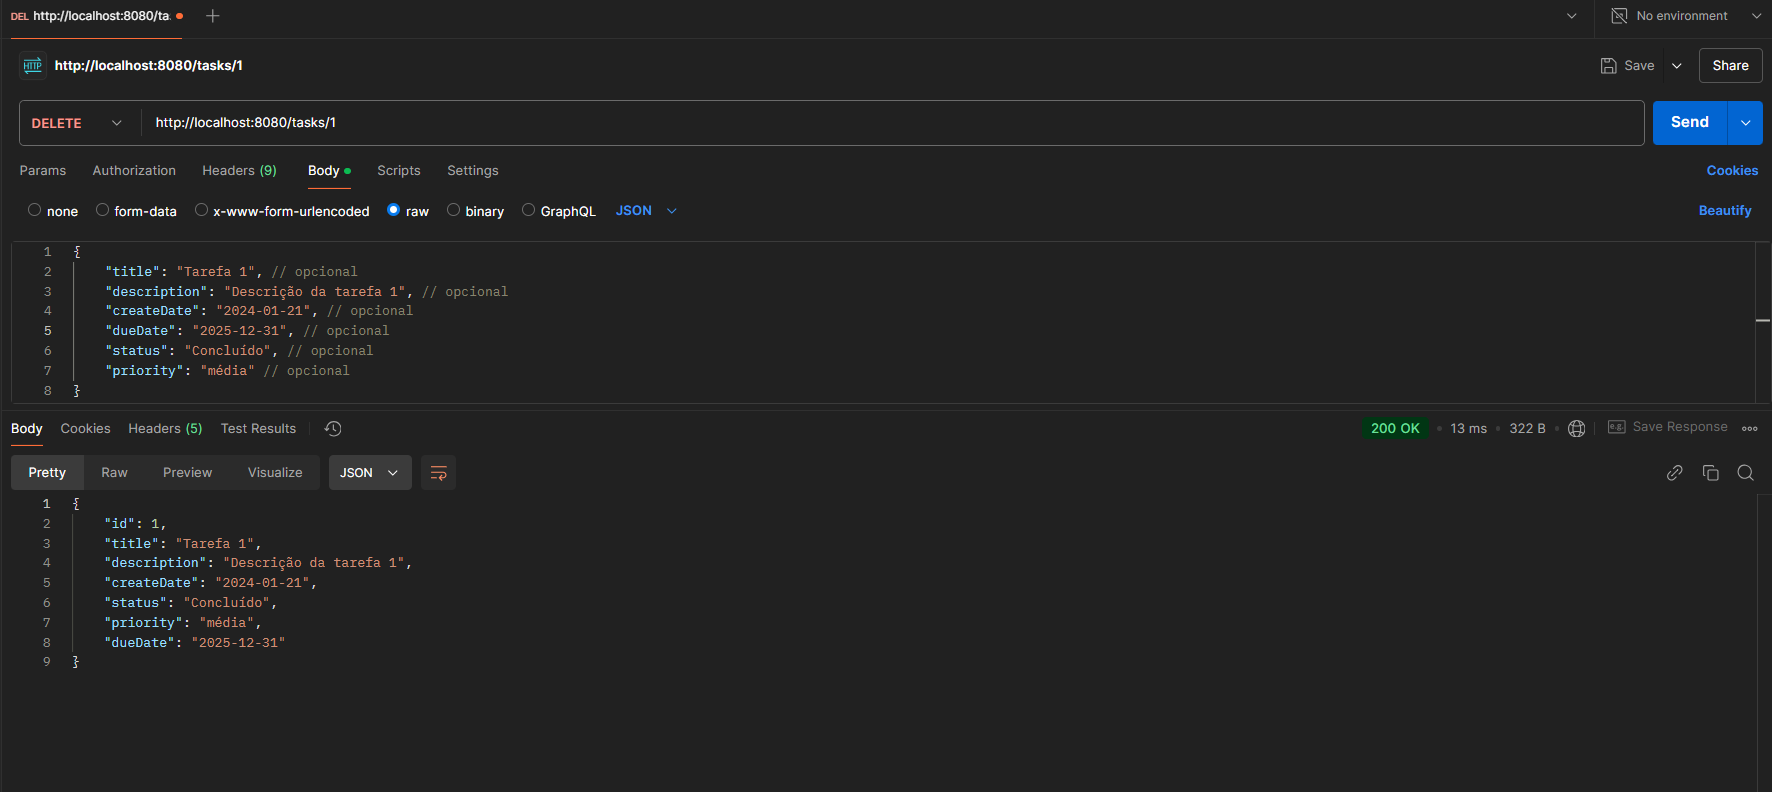 DEL http://localhost:8080/ta
No environment
HTTP http://localhost:8080/tasks/1
Save
Share
DELETE http://localhost:8080/tasks/1
Send
Params Authorization Headers (9) Body Scripts Settings
Cookies
none form-data x-www-form-urlencoded raw binary GraphQL JSON
Beautify
1 {
2 "title": "Tarefa 1", // opcional
3 "description": "Descrição da tarefa 1", // opcional
4 "createDate": "2024-01-21", // opcional
5 "dueDate": "2025-12-31", // opcional
6 "status": "Concluído", // opcional
7 "priority": "média" // opcional
8 }
Body Cookies Headers (5) Test Results
200 OK • 13 ms • 322 B • e.g. Save Response
Pretty Raw Preview Visualize JSON
1 {
2 "id": 1,
3 "title": "Tarefa 1",
4 "description": "Descrição da tarefa 1",
5 "createDate": "2024-01-21",
6 "status": "Concluído",
7 "priority": "média",
8 "dueDate": "2025-12-31"
9 }